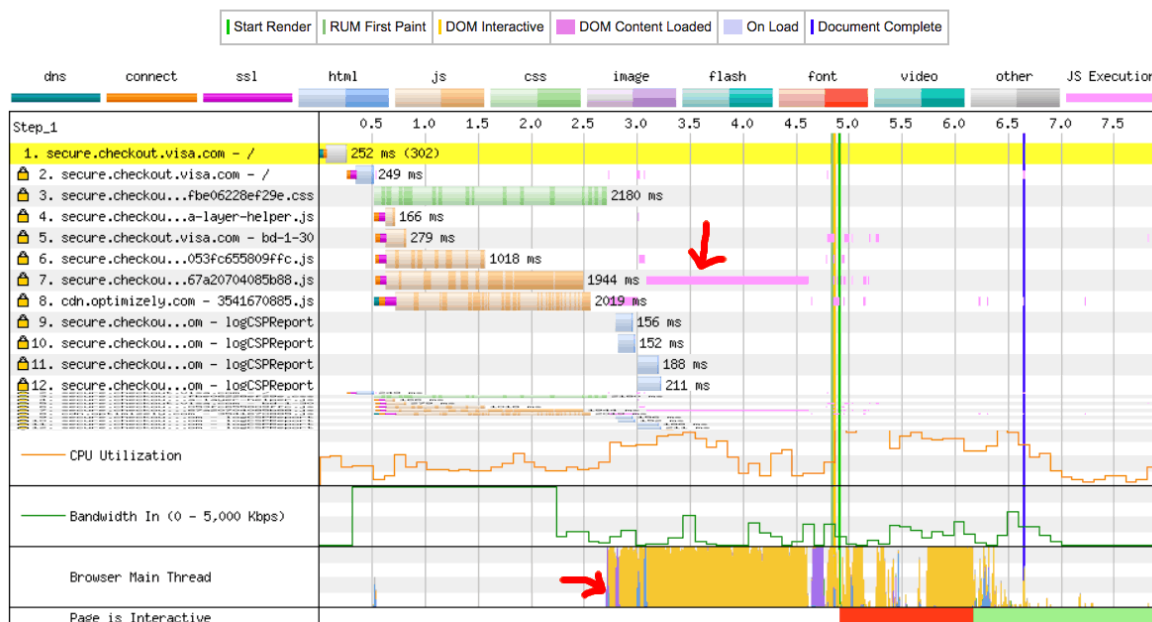 Start Render RUM First Paint DOM Interactive DOM Content Loaded On Load Document Complete
dns connect ssl html js css image flash font video other JS Execution
Step_1 0.5 1.0 1.5 2.0 2.5 3.0 3.5 4.0 4.5 5.0 5.5 6.0 6.5 7.0 7.5
1. secure.checkout.visa.com - / 252 ms (302)
2. secure.checkout.visa.com - / 249 ms
3. secure.checkou...fbe06228ef29e.css 2180 ms
4. secure.checkou...a-layer-helper.js 166 ms
5. secure.checkout.visa.com - bd-1-30 279 ms
6. secure.checkou...053fc655809ffc.js 1018 ms
7. secure.checkou...67a20704085b88.js 1944 ms
8. cdn.optimizely.com - 3541670885.js 2019 ms
9. secure.checkou...om - logCSPReport 156 ms
10. secure.checkou...om - logCSPReport 152 ms
11. secure.checkou...om - logCSPReport 188 ms
12. secure.checkou...om - logCSPReport 211 ms
CPU Utilization
Bandwidth In (0 - 5,000 Kbps)
Browser Main Thread
Page is Interactive